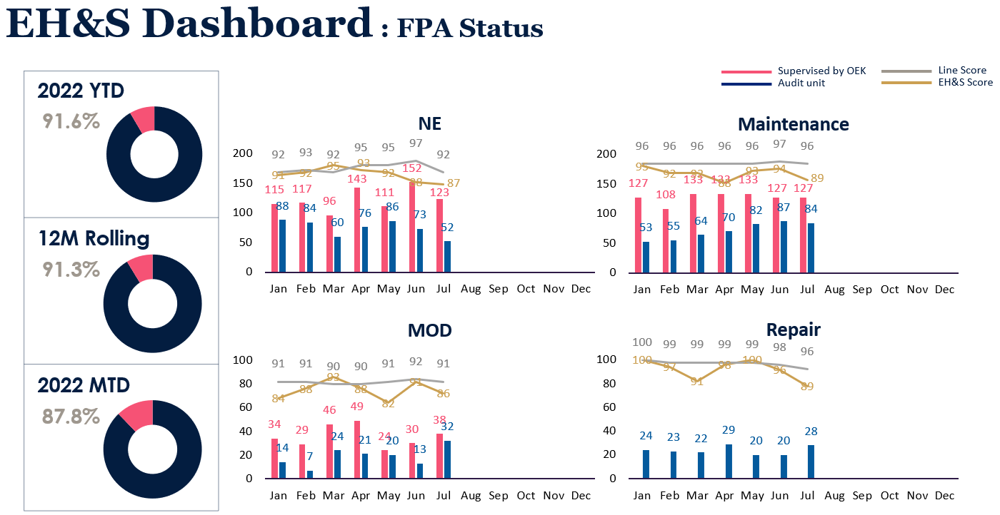 EH&S Dashboard : FPA Status
2022 YTD
91.6%
12M Rolling
91.3%
2022 MTD
87.8%
Supervised by OEK
Line Score
Audit unit
EH&S Score
NE
200
150
100
50
0
92 93 92 95 95 97 92
91 92 95 93 92 88 87
115 117 96 143 111 152 123
88 84 60 76 86 73 52
Jan Feb Mar Apr May Jun Jul Aug Sep Oct Nov Dec
Maintenance
200
150
100
50
0
96 96 96 96 96 97 96
95 92 93 88 93 94 89
127 108 133 133 133 127 127
53 55 64 70 82 87 84
Jan Feb Mar Apr May Jun Jul Aug Sep Oct Nov Dec
MOD
100
80
60
40
20
0
91 91 90 90 91 92 91
84 88 93 88 82 91 86
34 29 46 49 24 30 38
14 7 24 21 20 13 32
Jan Feb Mar Apr May Jun Jul Aug Sep Oct Nov Dec
Repair
100
80
60
40
20
0
100 99 99 99 99 98 96
100 97 91 98 100 96 89
24 23 22 29 20 20 28
Jan Feb Mar Apr May Jun Jul Aug Sep Oct Nov Dec